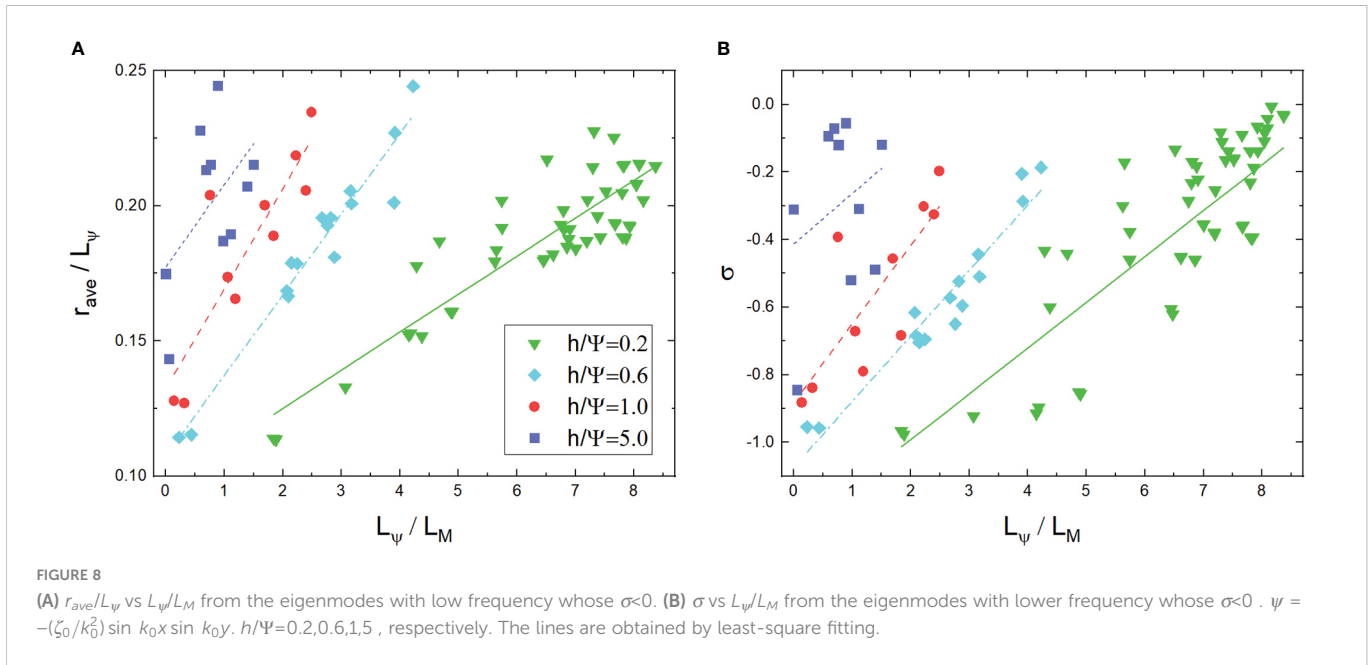 A
B
0.25
0.20
0.15
0.10
r_ave / L_ψ
0 1 2 3 4 5 6 7 8
L_ψ / L_M
h/Ψ=0.2
h/Ψ=0.6
h/Ψ=1.0
h/Ψ=5.0
0.0
-0.2
-0.4
-0.6
-0.8
-1.0
σ
0 1 2 3 4 5 6 7 8
L_ψ / L_M
FIGURE 8
(A) r_ave/L_ψ vs L_ψ/L_M from the eigenmodes with low frequency whose σ<0. (B) σ vs L_ψ/L_M from the eigenmodes with lower frequency whose σ<0 . ψ =
−(ζ₀/k₀²) sin k₀x sin k₀y. h/Ψ=0.2,0.6,1,5 , respectively. The lines are obtained by least-square fitting.